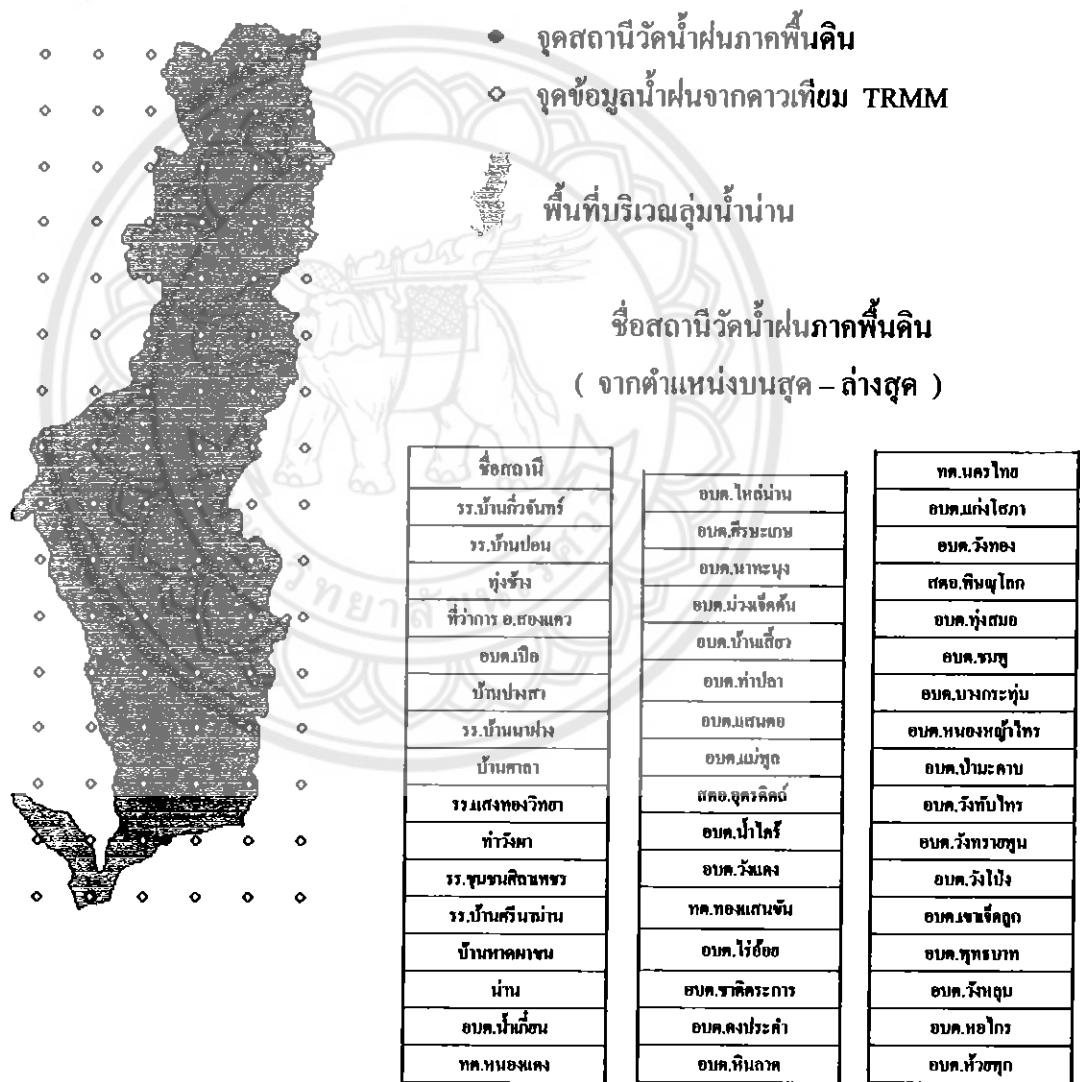 จุดสถานีวัดน้ำฝนภาคพื้นดิน
จุดข้อมูลน้ำฝนจากดาวเทียม TRMM
พื้นที่บริเวณลุ่มน้ำน่าน
ชื่อสถานีวัดน้ำฝนภาคพื้นดิน
( จากตำแหน่งบนสุด – ล่างสุด )
ชื่อสถานี
รร.บ้านกิ่วจันทร์
รร.บ้านปอน
ทุ่งช้าง
ที่ว่าการ อ.สองแคว
อบต.เปือ
บ้านปางสา
รร.บ้านนาฝาง
บ้านศาลา
รร.แสงทองวิทยา
ท่าวังผา
รร.ชุมชนศิลาเพชร
รร.บ้านศรีนาม่าน
บ้านหาดผาขน
น่าน
อบต.น้ำเกี๋ยน
ทต.หนองแดง
อบต.ไหล่น่าน
อบต.ศีรษะเกษ
อบต.นาทะนุง
อบต.ม่วงเจ็ดต้น
อบต.บ้านเสี้ยว
อบต.ท่าปลา
อบต.แสนตอ
อบต.แม่พูล
สตอ.อุตรดิตถ์
อบต.น้ำไคร้
อบต.วังแดง
ทต.ทองแสนขัน
อบต.ไร่อ้อย
อบต.ชาติตระการ
อบต.ดงประคำ
อบต.หินลาด
ทต.นครไทย
อบต.แก่งโสภา
อบต.วังทอง
สตอ.พิษณุโลก
อบต.ทุ่งสมอ
อบต.ชมพู
อบต.บางกระทุ่ม
อบต.หนองหญ้าไทร
อบต.ป่ามะคาบ
อบต.วังทับไทร
อบต.วังทรายพูน
อบต.วังโป่ง
อบต.เขาเจ็ดลูก
อบต.พุทธบาท
อบต.วังหลุม
อบต.หอไกร
อบต.ห้วยพุก